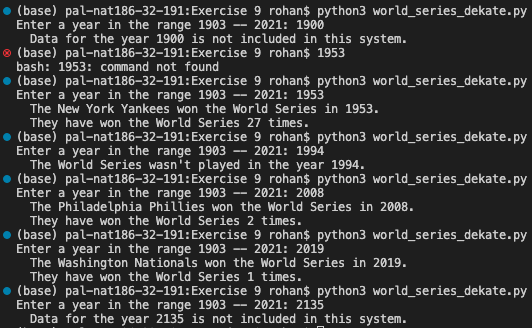 (base) pal-nat186-32-191:Exercise 9 rohan$ python3 world_series_dekate.py
Enter a year in the range 1903 -- 2021: 1900
  Data for the year 1900 is not included in this system.
(base) pal-nat186-32-191:Exercise 9 rohan$ 1953
bash: 1953: command not found
(base) pal-nat186-32-191:Exercise 9 rohan$ python3 world_series_dekate.py
Enter a year in the range 1903 -- 2021: 1953
  The New York Yankees won the World Series in 1953.
  They have won the World Series 27 times.
(base) pal-nat186-32-191:Exercise 9 rohan$ python3 world_series_dekate.py
Enter a year in the range 1903 -- 2021: 1994
  The World Series wasn't played in the year 1994.
(base) pal-nat186-32-191:Exercise 9 rohan$ python3 world_series_dekate.py
Enter a year in the range 1903 -- 2021: 2008
  The Philadelphia Phillies won the World Series in 2008.
  They have won the World Series 2 times.
(base) pal-nat186-32-191:Exercise 9 rohan$ python3 world_series_dekate.py
Enter a year in the range 1903 -- 2021: 2019
  The Washington Nationals won the World Series in 2019.
  They have won the World Series 1 times.
(base) pal-nat186-32-191:Exercise 9 rohan$ python3 world_series_dekate.py
Enter a year in the range 1903 -- 2021: 2135
  Data for the year 2135 is not included in this system.